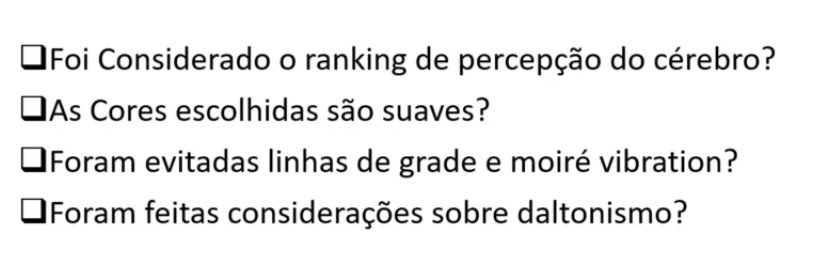 ❑Foi Considerado o ranking de percepção do cérebro?
❑As Cores escolhidas são suaves?
❑Foram evitadas linhas de grade e moiré vibration?
❑Foram feitas considerações sobre daltonismo?